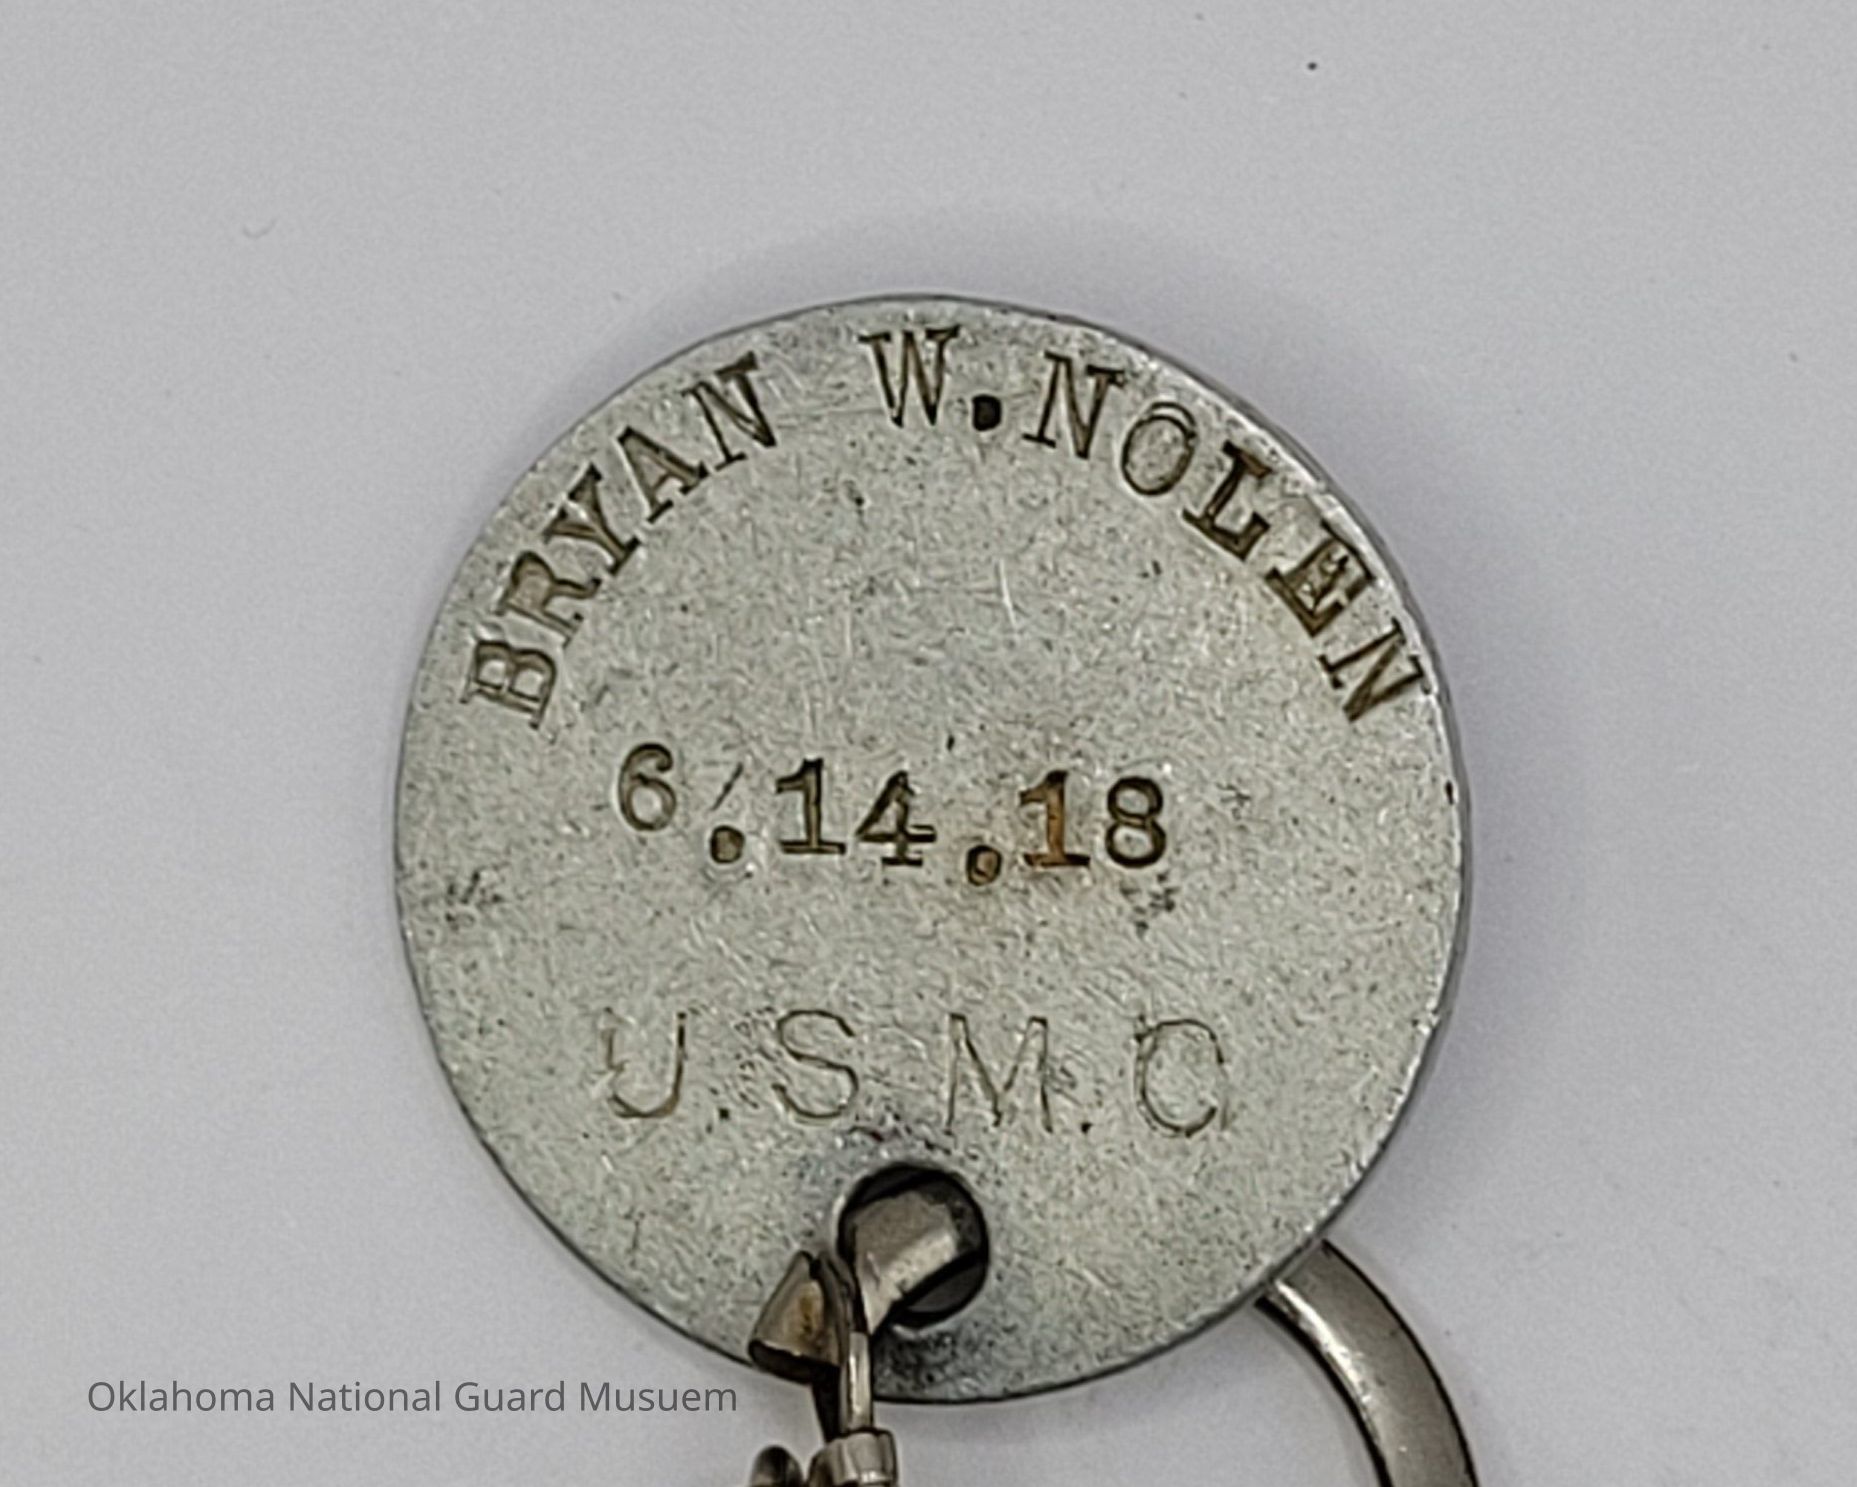 BRYAN W. NOLEN
6.14.18
U.S.M.C
Oklahoma National Guard Musuem